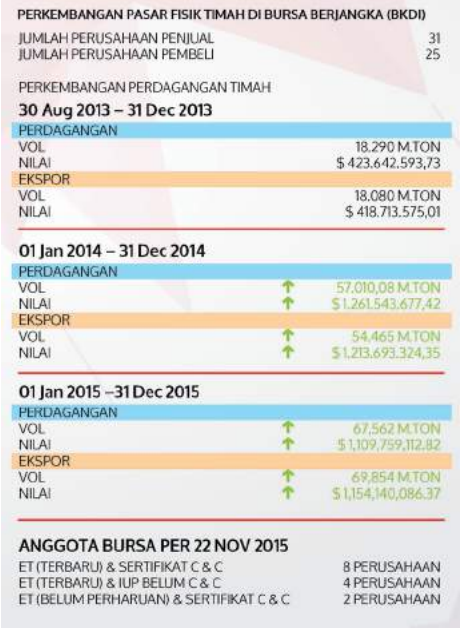 PERKEMBANGAN PASAR FISIK TIMAH DI BURSA BERJANGKA (BKDI)
JUMLAH PERUSAHAAN PENJUAL 31
JUMLAH PERUSAHAAN PEMBELI 25
PERKEMBANGAN PERDAGANGAN TIMAH
30 Aug 2013 – 31 Dec 2013
PERDAGANGAN
VOL 18.290 M.TON
NILAI $ 423.642.593,73
EKSPOR
VOL 18.080 M.TON
NILAI $ 418.713.575,01
01 Jan 2014 – 31 Dec 2014
PERDAGANGAN
VOL ↑ 57.010,08 M.TON
NILAI ↑ $ 1.261.543.677,42
EKSPOR
VOL ↑ 54.465 M.TON
NILAI ↑ $ 1.213.693.324,35
01 Jan 2015 –31 Dec 2015
PERDAGANGAN
VOL ↑ 67,562 M.TON
NILAI ↑ $ 1,109,759,112.82
EKSPOR
VOL ↑ 69,854 M.TON
NILAI ↑ $ 1,154,140,086.37
ANGGOTA BURSA PER 22 NOV 2015
ET (TERBARU) & SERTIFIKAT C & C 8 PERUSAHAAN
ET (TERBARU) & IUP BELUM C & C 4 PERUSAHAAN
ET (BELUM PERHARUAN) & SERTIFIKAT C & C 2 PERUSAHAAN